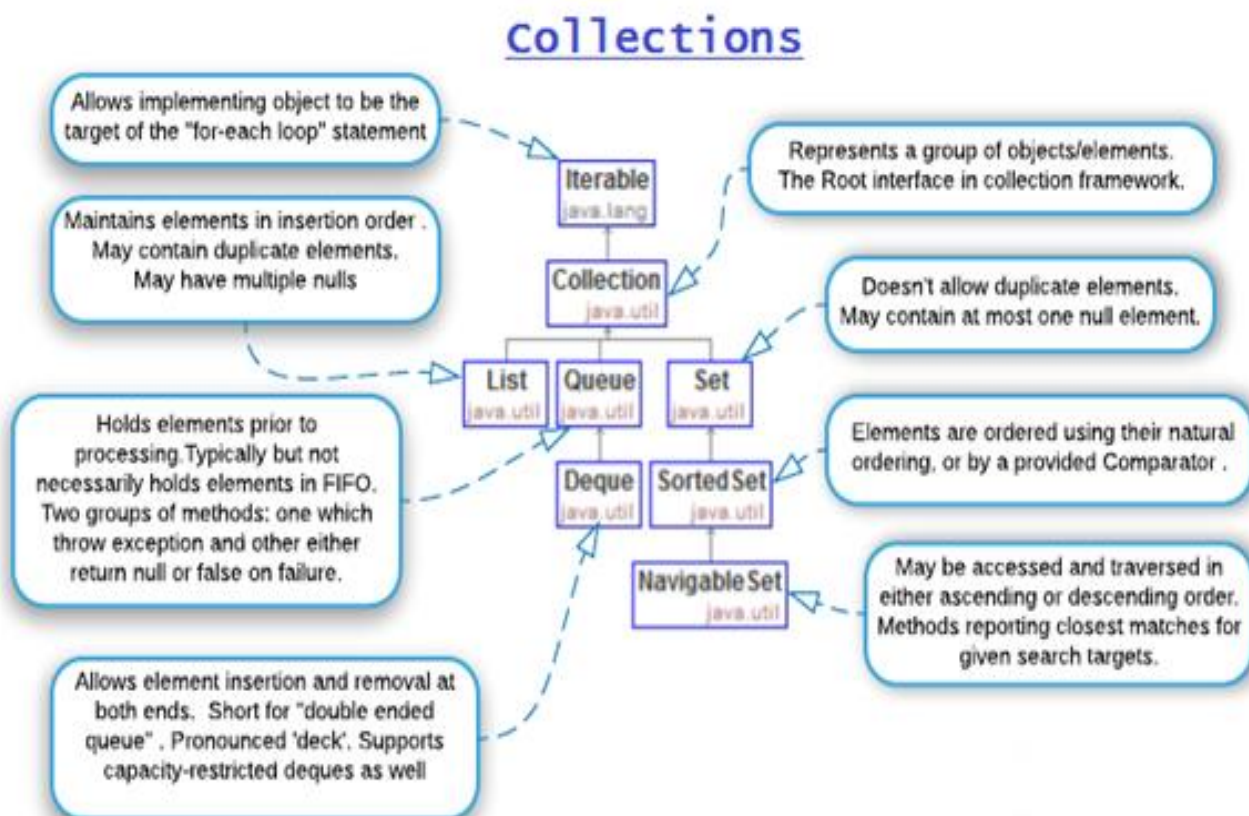 Collections
Allows implementing object to be the
target of the "for-each loop" statement
Represents a group of objects/elements.
The Root interface in collection framework.
Iterable
java.lang
Maintains elements in insertion order .
May contain duplicate elements.
May have multiple nulls
Collection
java.util
Doesn't allow duplicate elements.
May contain at most one null element.
List
java.util
Queue
java.util
Set
java.util
Holds elements prior to
processing.Typically but not
necessarily holds elements in FIFO.
Two groups of methods: one which
throw exception and other either
return null or false on failure.
Elements are ordered using their natural
ordering, or by a provided Comparator .
Deque
java.util
SortedSet
java.util
NavigableSet
java.util
May be accessed and traversed in
either ascending or descending order.
Methods reporting closest matches for
given search targets.
Allows element insertion and removal at
both ends. Short for "double ended
queue" . Pronounced 'deck'. Supports
capacity-restricted deques as well